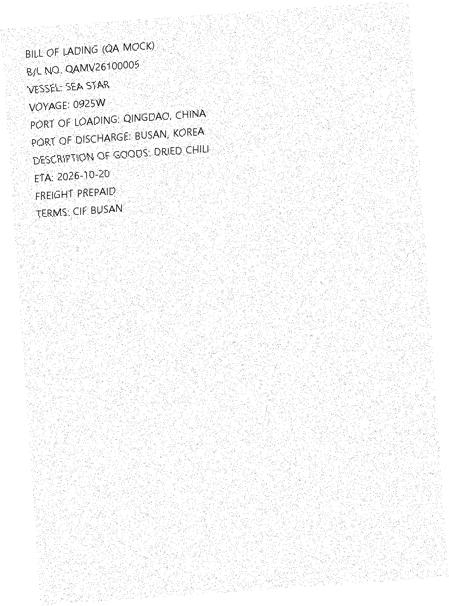 BILL OF LADING (QA MOCK)
B/L NO. QAMV26100005
VESSEL: SEA STAR
VOYAGE: 0925W
PORT OF LOADING: QINGDAO, CHINA
PORT OF DISCHARGE: BUSAN, KOREA
DESCRIPTION OF GOODS: DRIED CHILI
ETA: 2026-10-20
FREIGHT PREPAID
TERMS: CIF BUSAN